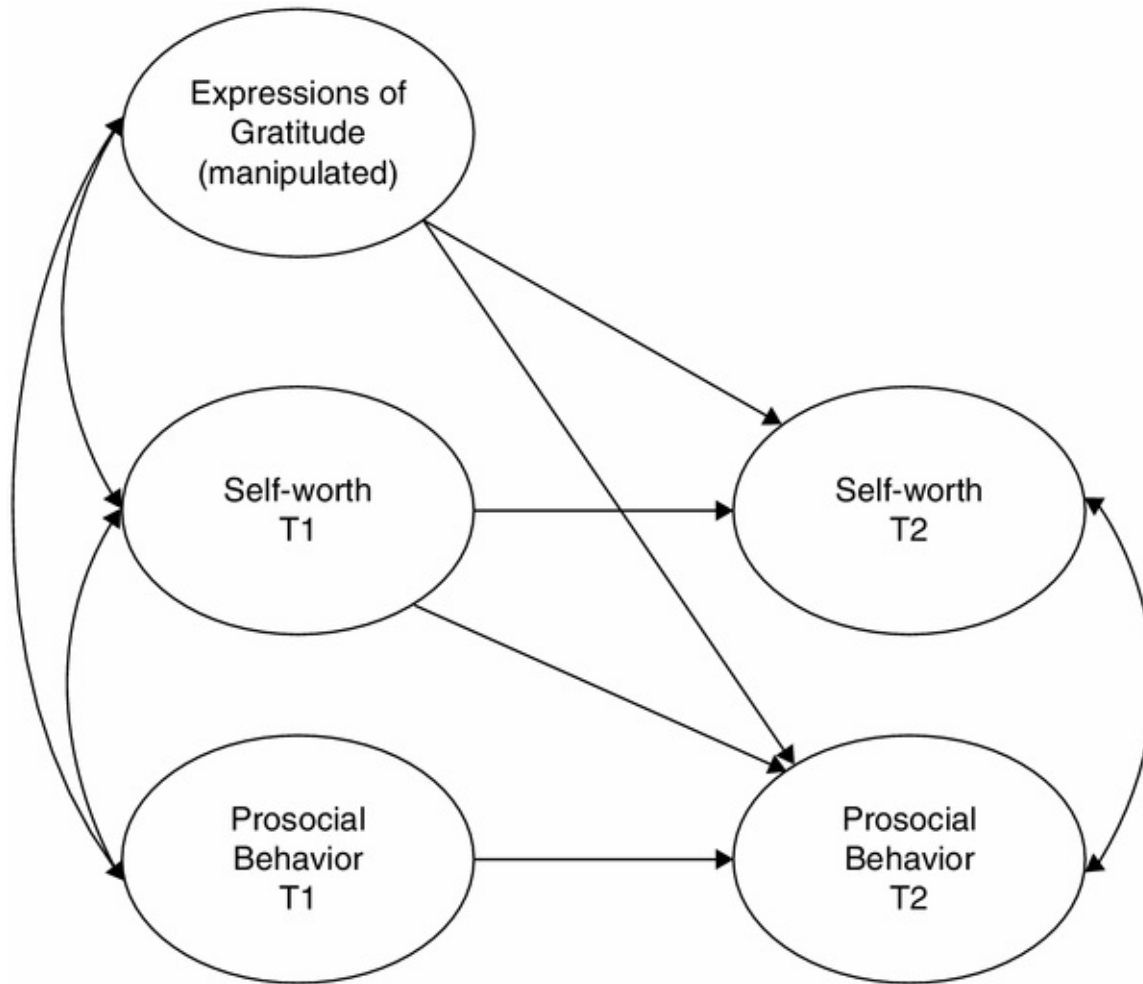 Expressions of
Gratitude
(manipulated)
Self-worth
T1
Self-worth
T2
Prosocial
Behavior
T1
Prosocial
Behavior
T2